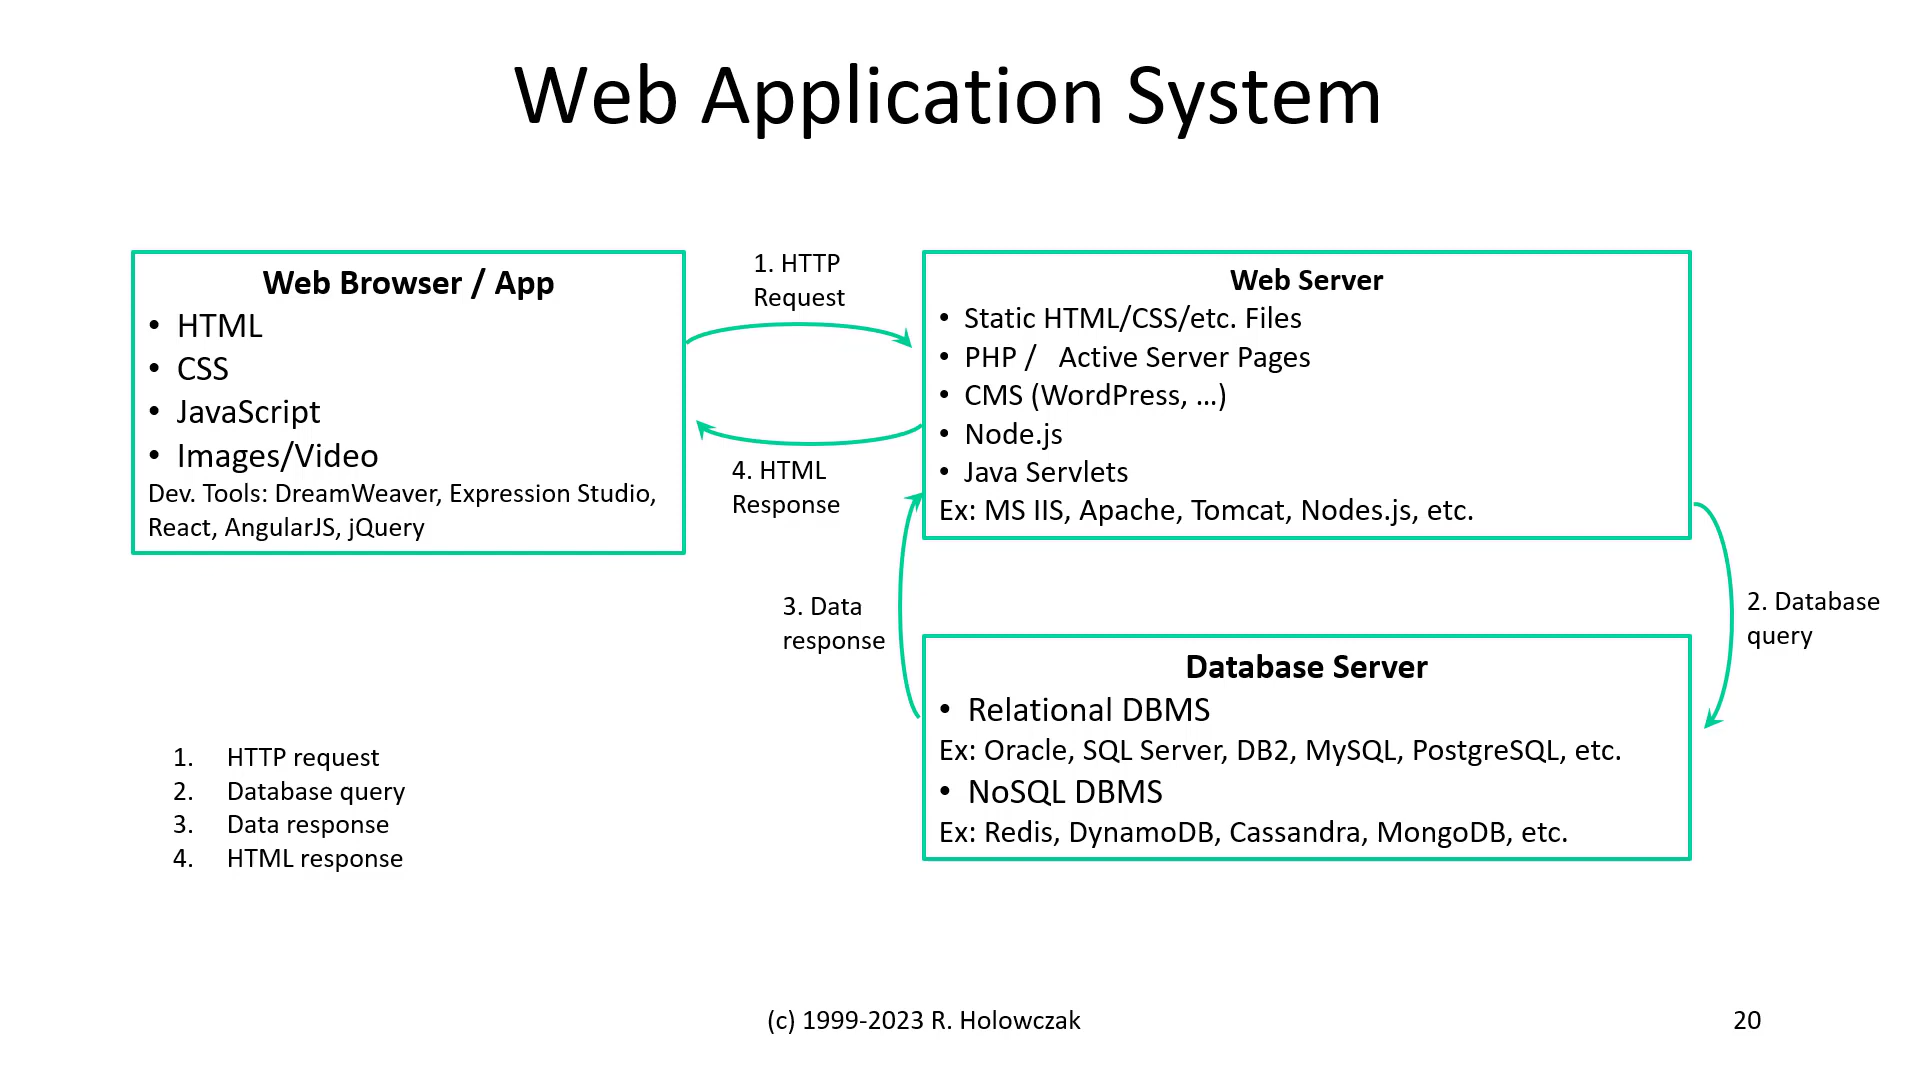 Web Application System
Web Browser / App
• HTML
• CSS
• JavaScript
• Images/Video
Dev. Tools: DreamWeaver, Expression Studio,
React, AngularJS, jQuery
1. HTTP
Request
4. HTML
Response
Web Server
• Static HTML/CSS/etc. Files
• PHP / Active Server Pages
• CMS (WordPress, ...)
• Node.js
• Java Servlets
Ex: MS IIS, Apache, Tomcat, Nodes.js, etc.
3. Data
response
2. Database
query
Database Server
• Relational DBMS
Ex: Oracle, SQL Server, DB2, MySQL, PostgreSQL, etc.
• NoSQL DBMS
Ex: Redis, DynamoDB, Cassandra, MongoDB, etc.
1. HTTP request
2. Database query
3. Data response
4. HTML response
(c) 1999-2023 R. Holowczak
20